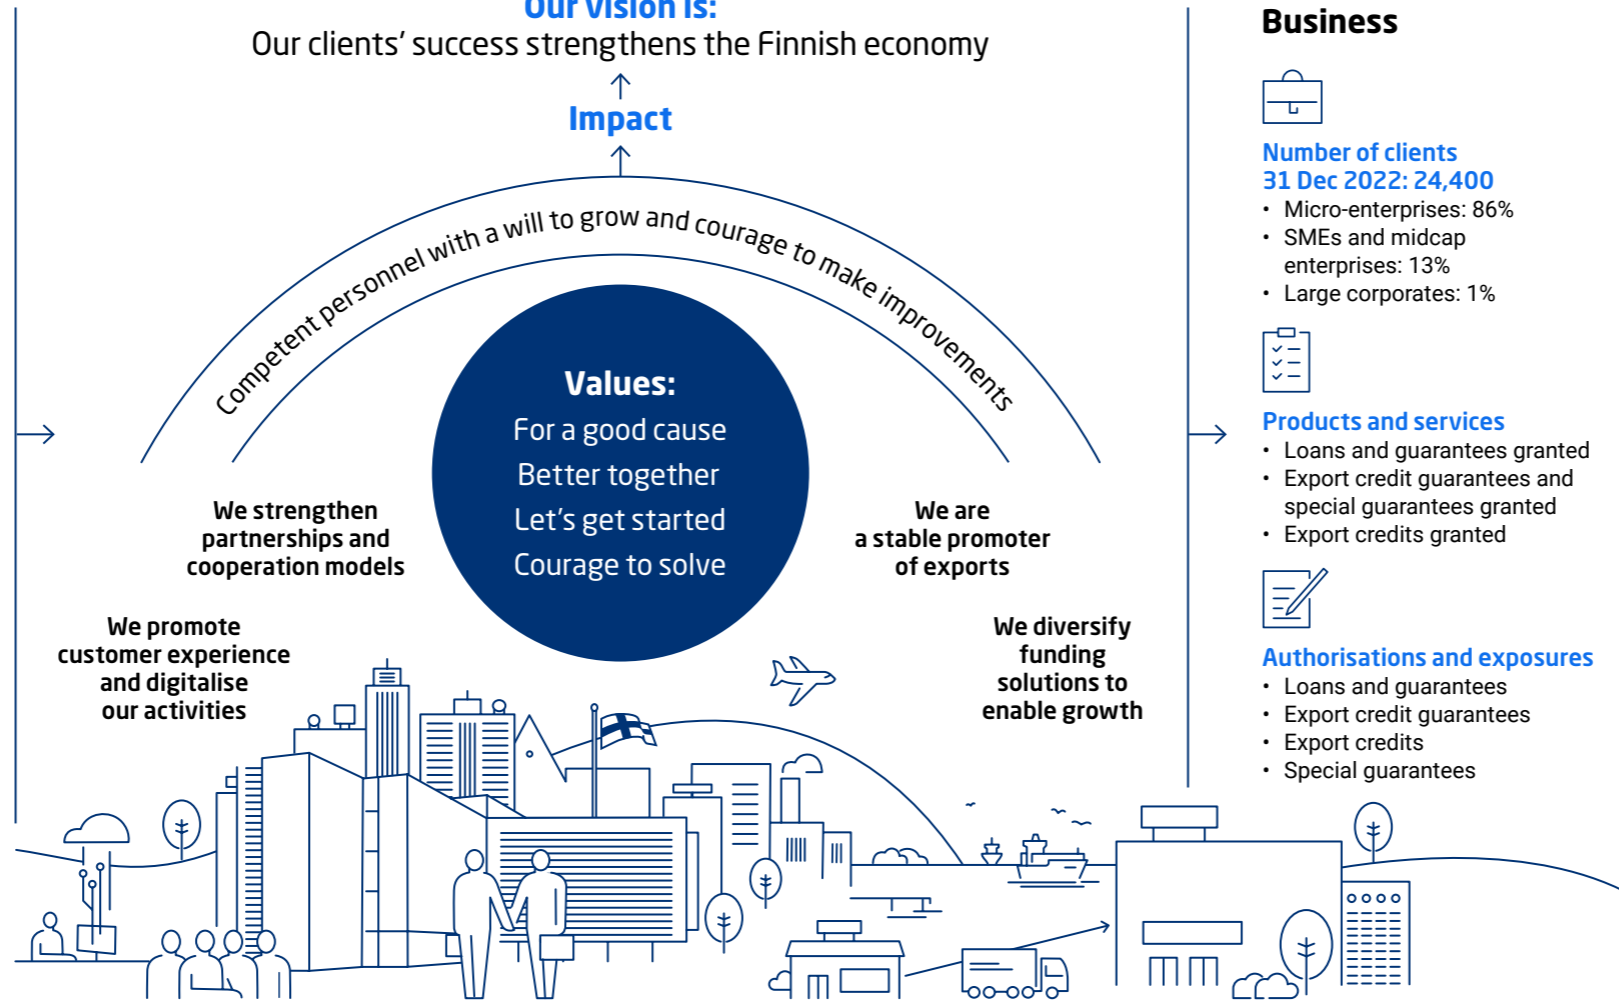 Our vision is:
Our clients’ success strengthens the Finnish economy
Impact
Competent personnel with a will to grow and courage to make improvements
Values:
For a good cause
Better together
Let’s get started
Courage to solve
We strengthen
partnerships and
cooperation models
We promote
customer experience
and digitalise
our activities
We are
a stable promoter
of exports
We diversify
funding
solutions to
enable growth
Business
Number of clients
31 Dec 2022: 24,400
• Micro-enterprises: 86%
• SMEs and midcap
enterprises: 13%
• Large corporates: 1%
Products and services
• Loans and guarantees granted
• Export credit guarantees and
special guarantees granted
• Export credits granted
Authorisations and exposures
• Loans and guarantees
• Export credit guarantees
• Export credits
• Special guarantees